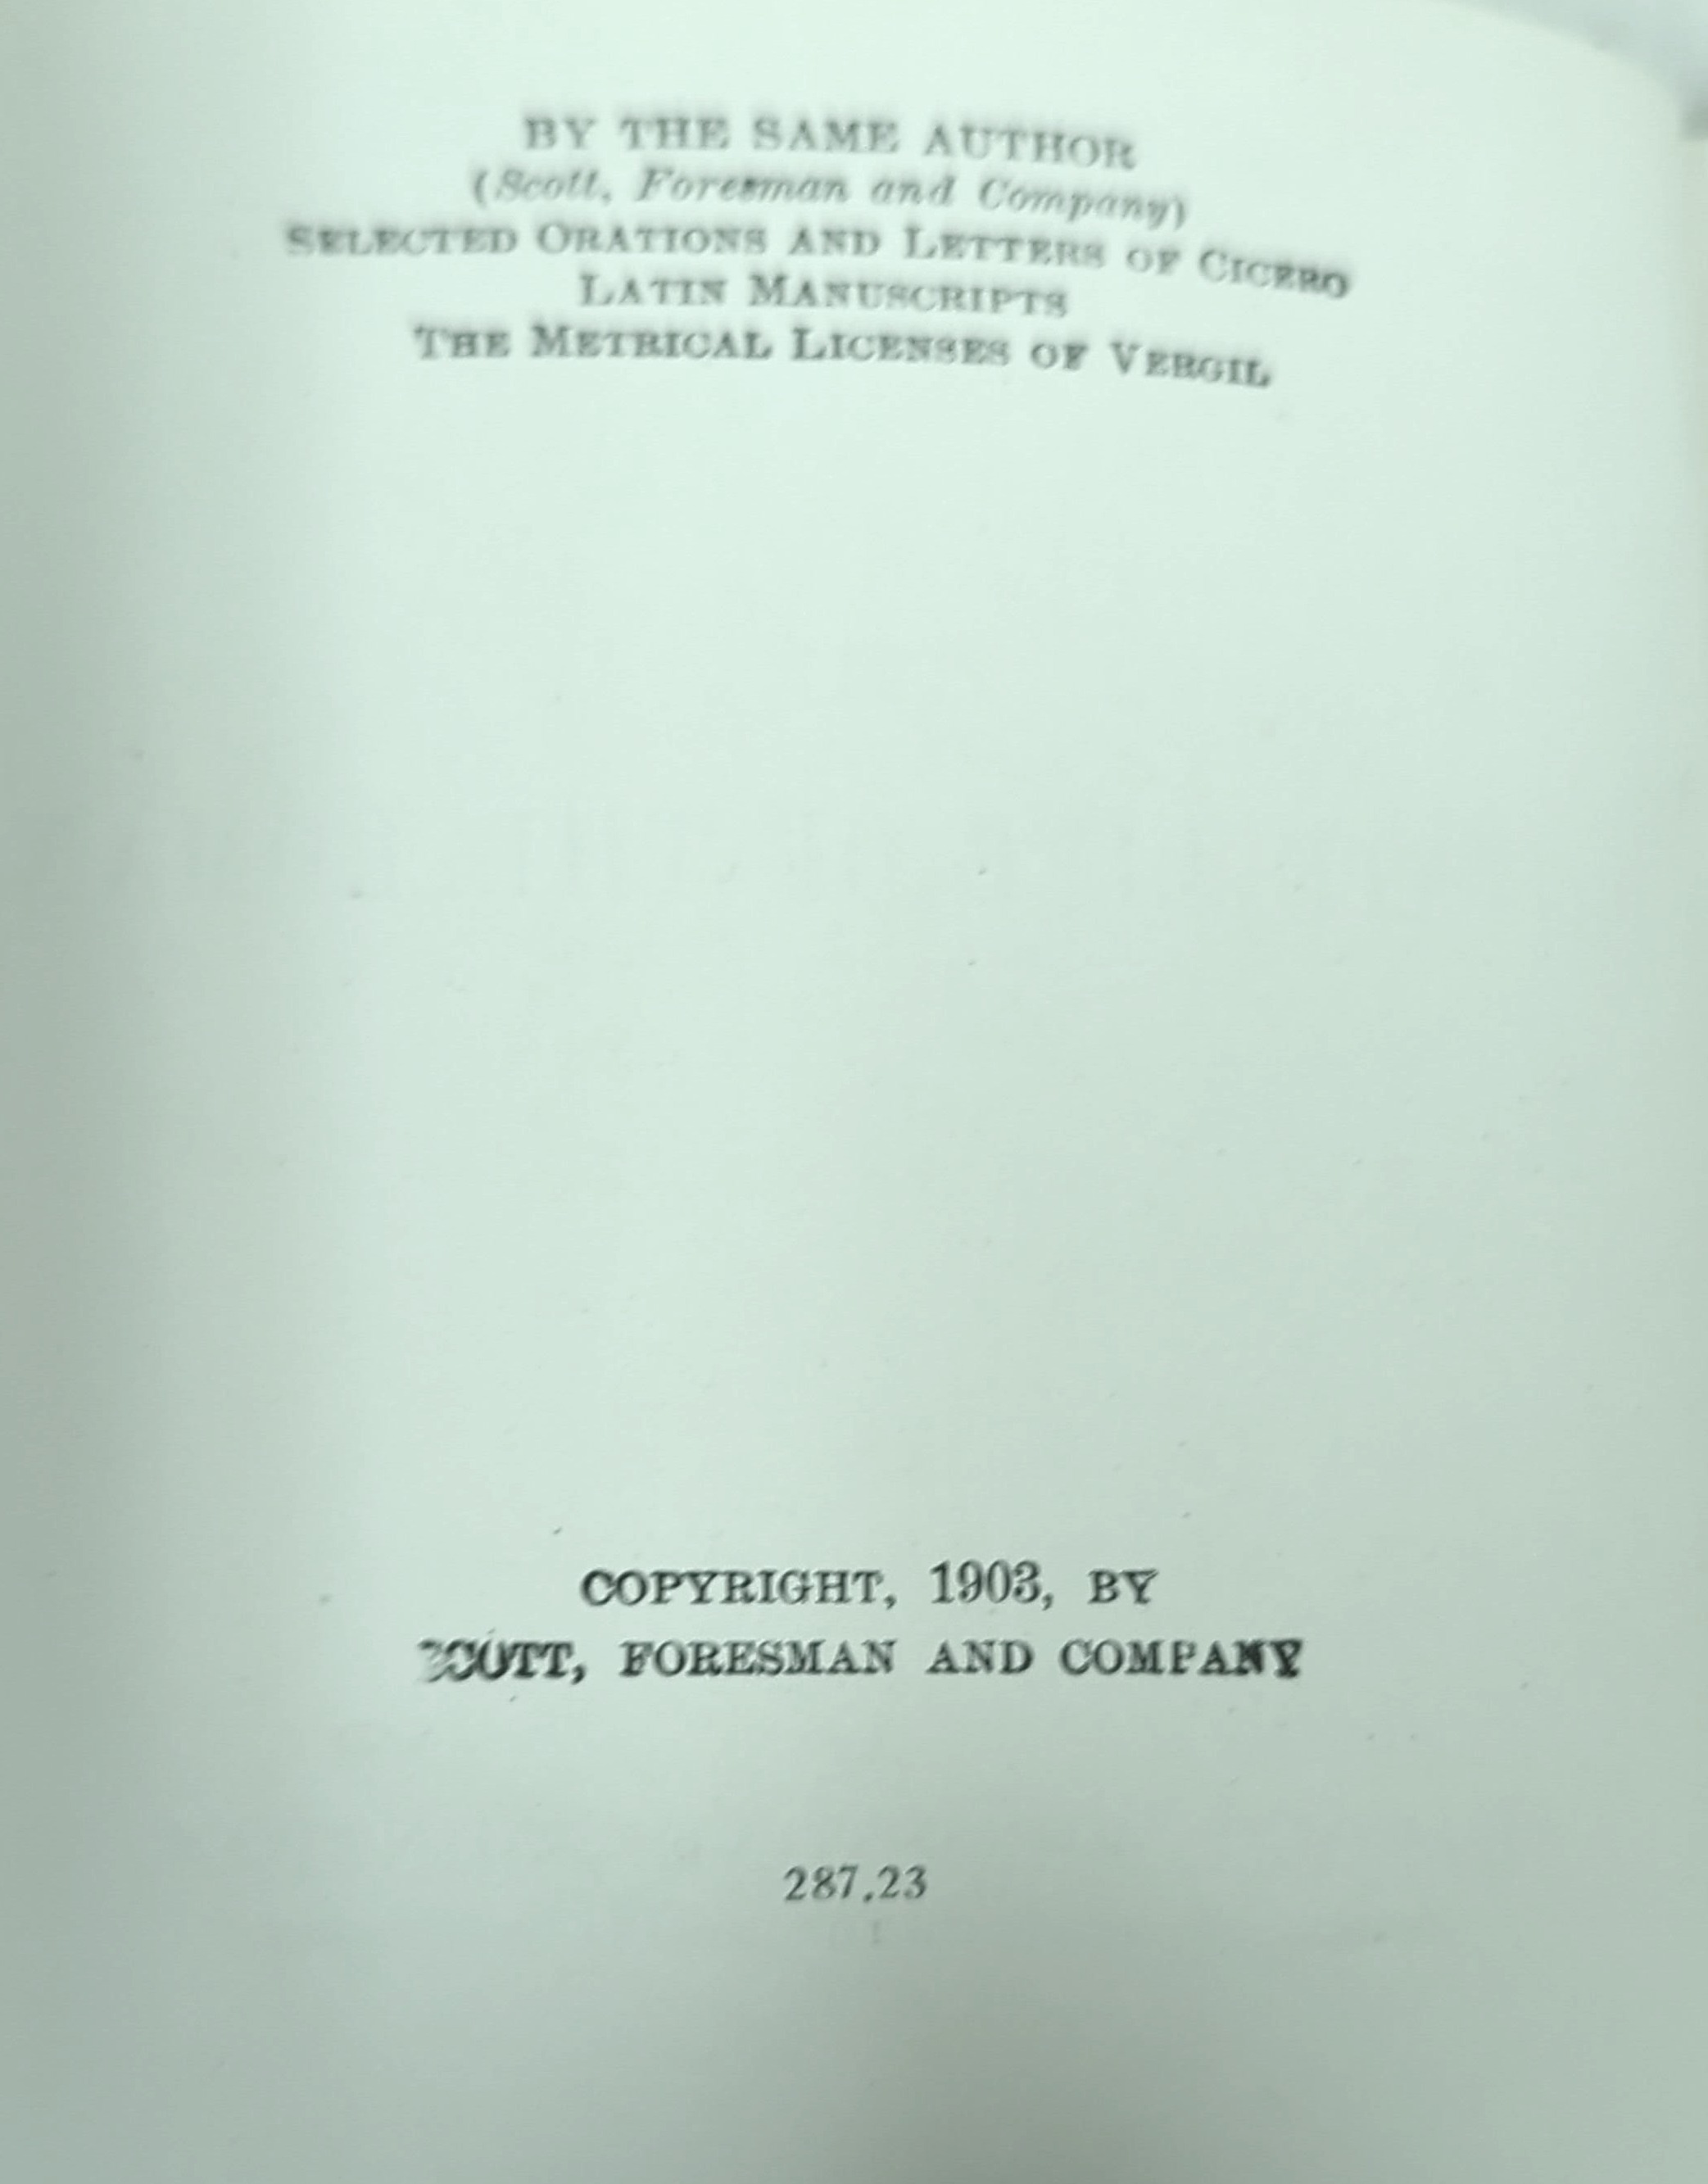 BY THE SAME AUTHOR
(Scott, Foresman and Company)
SELECTED ORATIONS AND LETTERS OF CICERO
LATIN MANUSCRIPTS
THE METRICAL LICENSES OF VERGIL
COPYRIGHT, 1903, BY
SCOTT, FORESMAN AND COMPANY
287.23